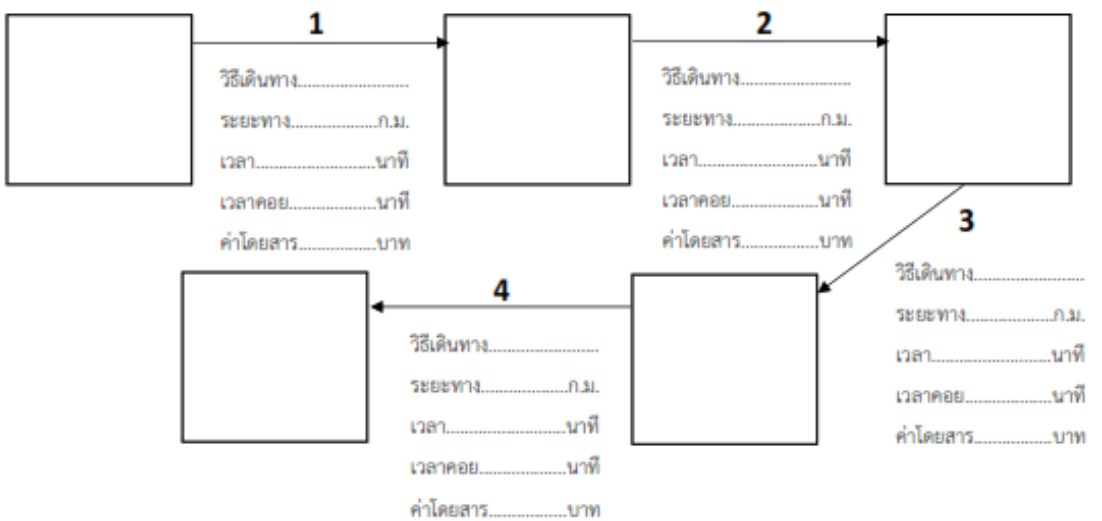 1
วิธีเดินทาง............................
ระยะทาง......................ก.ม.
เวลา..............................นาที
เวลาคอย......................นาที
ค่าโดยสาร....................บาท
2
วิธีเดินทาง............................
ระยะทาง......................ก.ม.
เวลา..............................นาที
เวลาคอย......................นาที
ค่าโดยสาร....................บาท
3
วิธีเดินทาง............................
ระยะทาง......................ก.ม.
เวลา..............................นาที
เวลาคอย......................นาที
ค่าโดยสาร....................บาท
4
วิธีเดินทาง............................
ระยะทาง......................ก.ม.
เวลา..............................นาที
เวลาคอย......................นาที
ค่าโดยสาร....................บาท